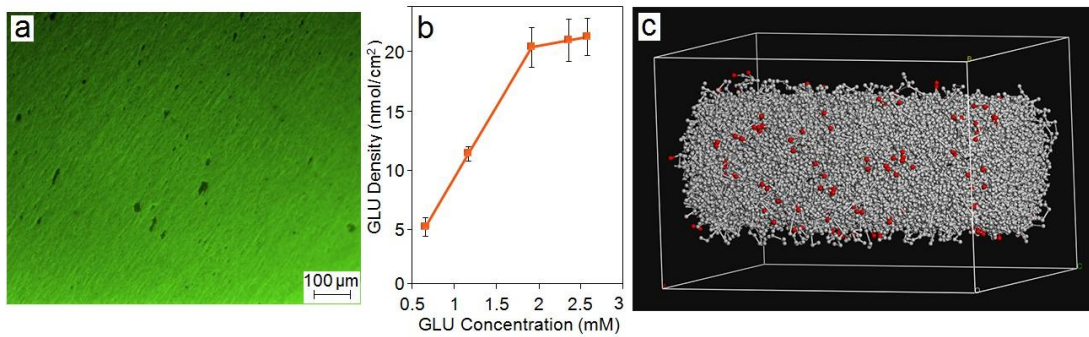 a
100 µm
b
GLU Density (nmol/cm²)
20
15
10
5
0
0.5 1 1.5 2 2.5 3
GLU Concentration (mM)
c